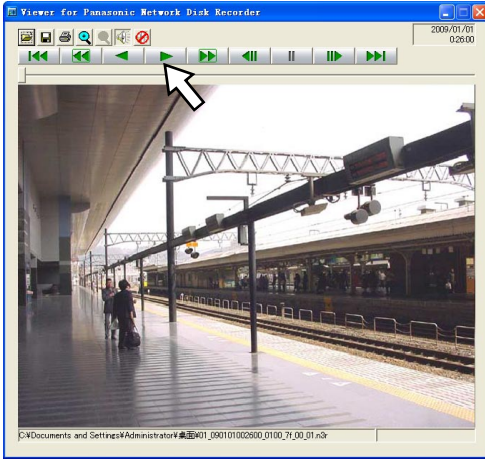 Viewer for Panasonic Network Disk Recorder
2009/01/01
0:26:00
C:¥Documents and Settings¥Administrator¥桌面¥01_090101002600_0100_7f_00_01.n3r